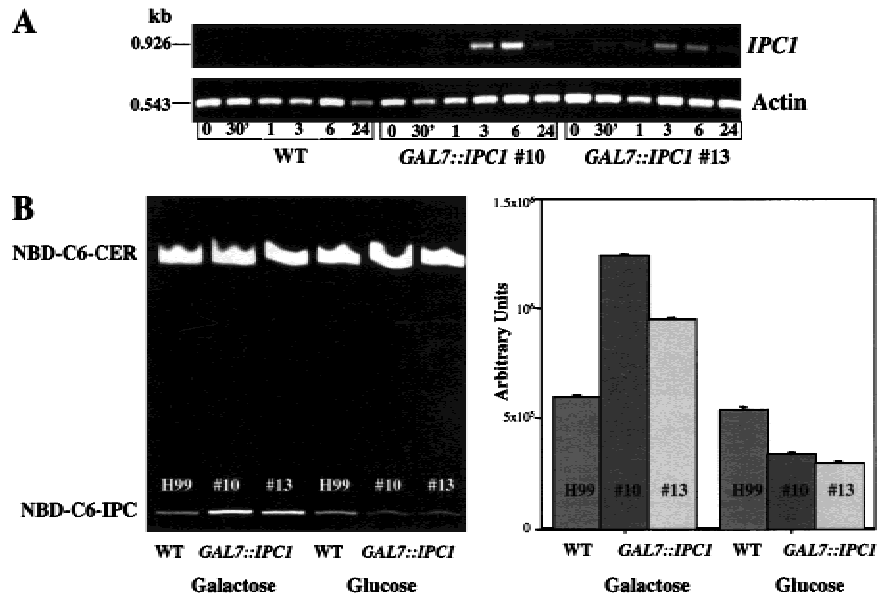 A
kb
0.926 IPC1
0.543 Actin
0 30' 1 3 6 24 0 30' 1 3 6 24 0 30' 1 3 6 24
WT GAL7::IPC1 #10 GAL7::IPC1 #13
B
NBD-C6-CER
H99 #10 #13 H99 #10 #13
NBD-C6-IPC
WT GAL7::IPC1 WT GAL7::IPC1
Galactose Glucose
Arbitrary Units
1.5x10⁶
10⁶
5x10⁵
0
H99 #10 #13 H99 #10 #13
WT GAL7::IPC1 WT GAL7::IPC1
Galactose Glucose